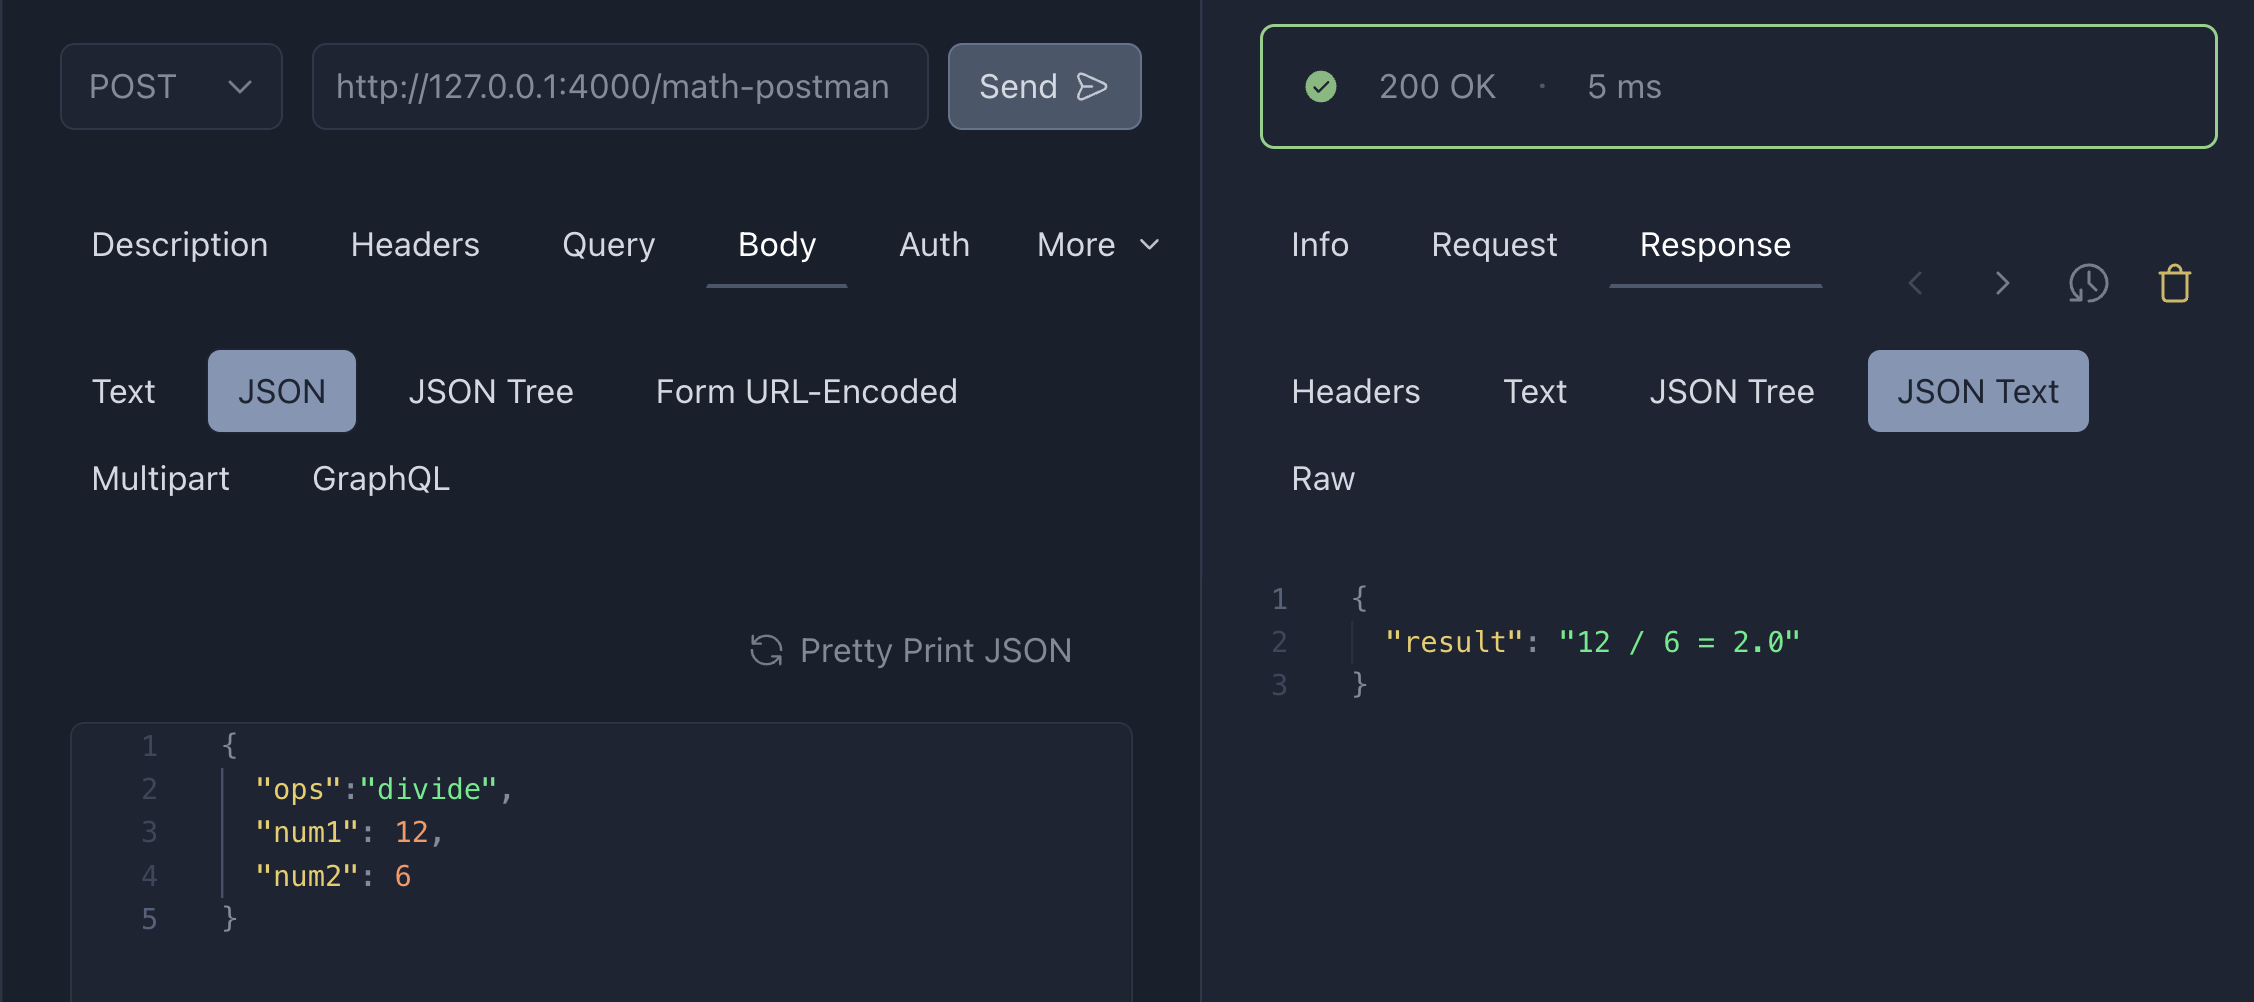 POST
http://127.0.0.1:4000/math-postman
Send
Description Headers Query Body Auth More
Text JSON JSON Tree Form URL-Encoded
Multipart GraphQL
Pretty Print JSON
1 {
2 "ops":"divide",
3 "num1": 12,
4 "num2": 6
5 }
200 OK · 5 ms
Info Request Response
Headers Text JSON Tree JSON Text
Raw
1 {
2 "result": "12 / 6 = 2.0"
3 }